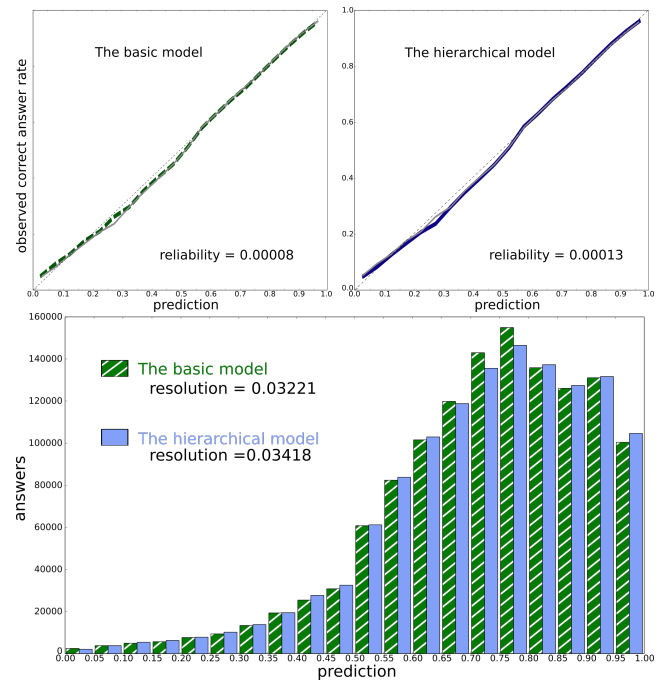 The basic model
observed correct answer rate
reliability = 0.00008
0.0 0.1 0.2 0.3 0.4 0.5 0.6 0.7 0.8 0.9 1.0
prediction
The hierarchical model
1.0
0.8
0.6
0.4
0.2
0.0
reliability = 0.00013
0.0 0.1 0.2 0.3 0.4 0.5 0.6 0.7 0.8 0.9 1.0
prediction
160000
140000
120000
100000
80000
60000
40000
20000
0
answers
The basic model
resolution = 0.03221
The hierarchical model
resolution =0.03418
0.00 0.05 0.10 0.15 0.20 0.25 0.30 0.35 0.40 0.45 0.50 0.55 0.60 0.65 0.70 0.75 0.80 0.85 0.90 0.95 1.00
prediction